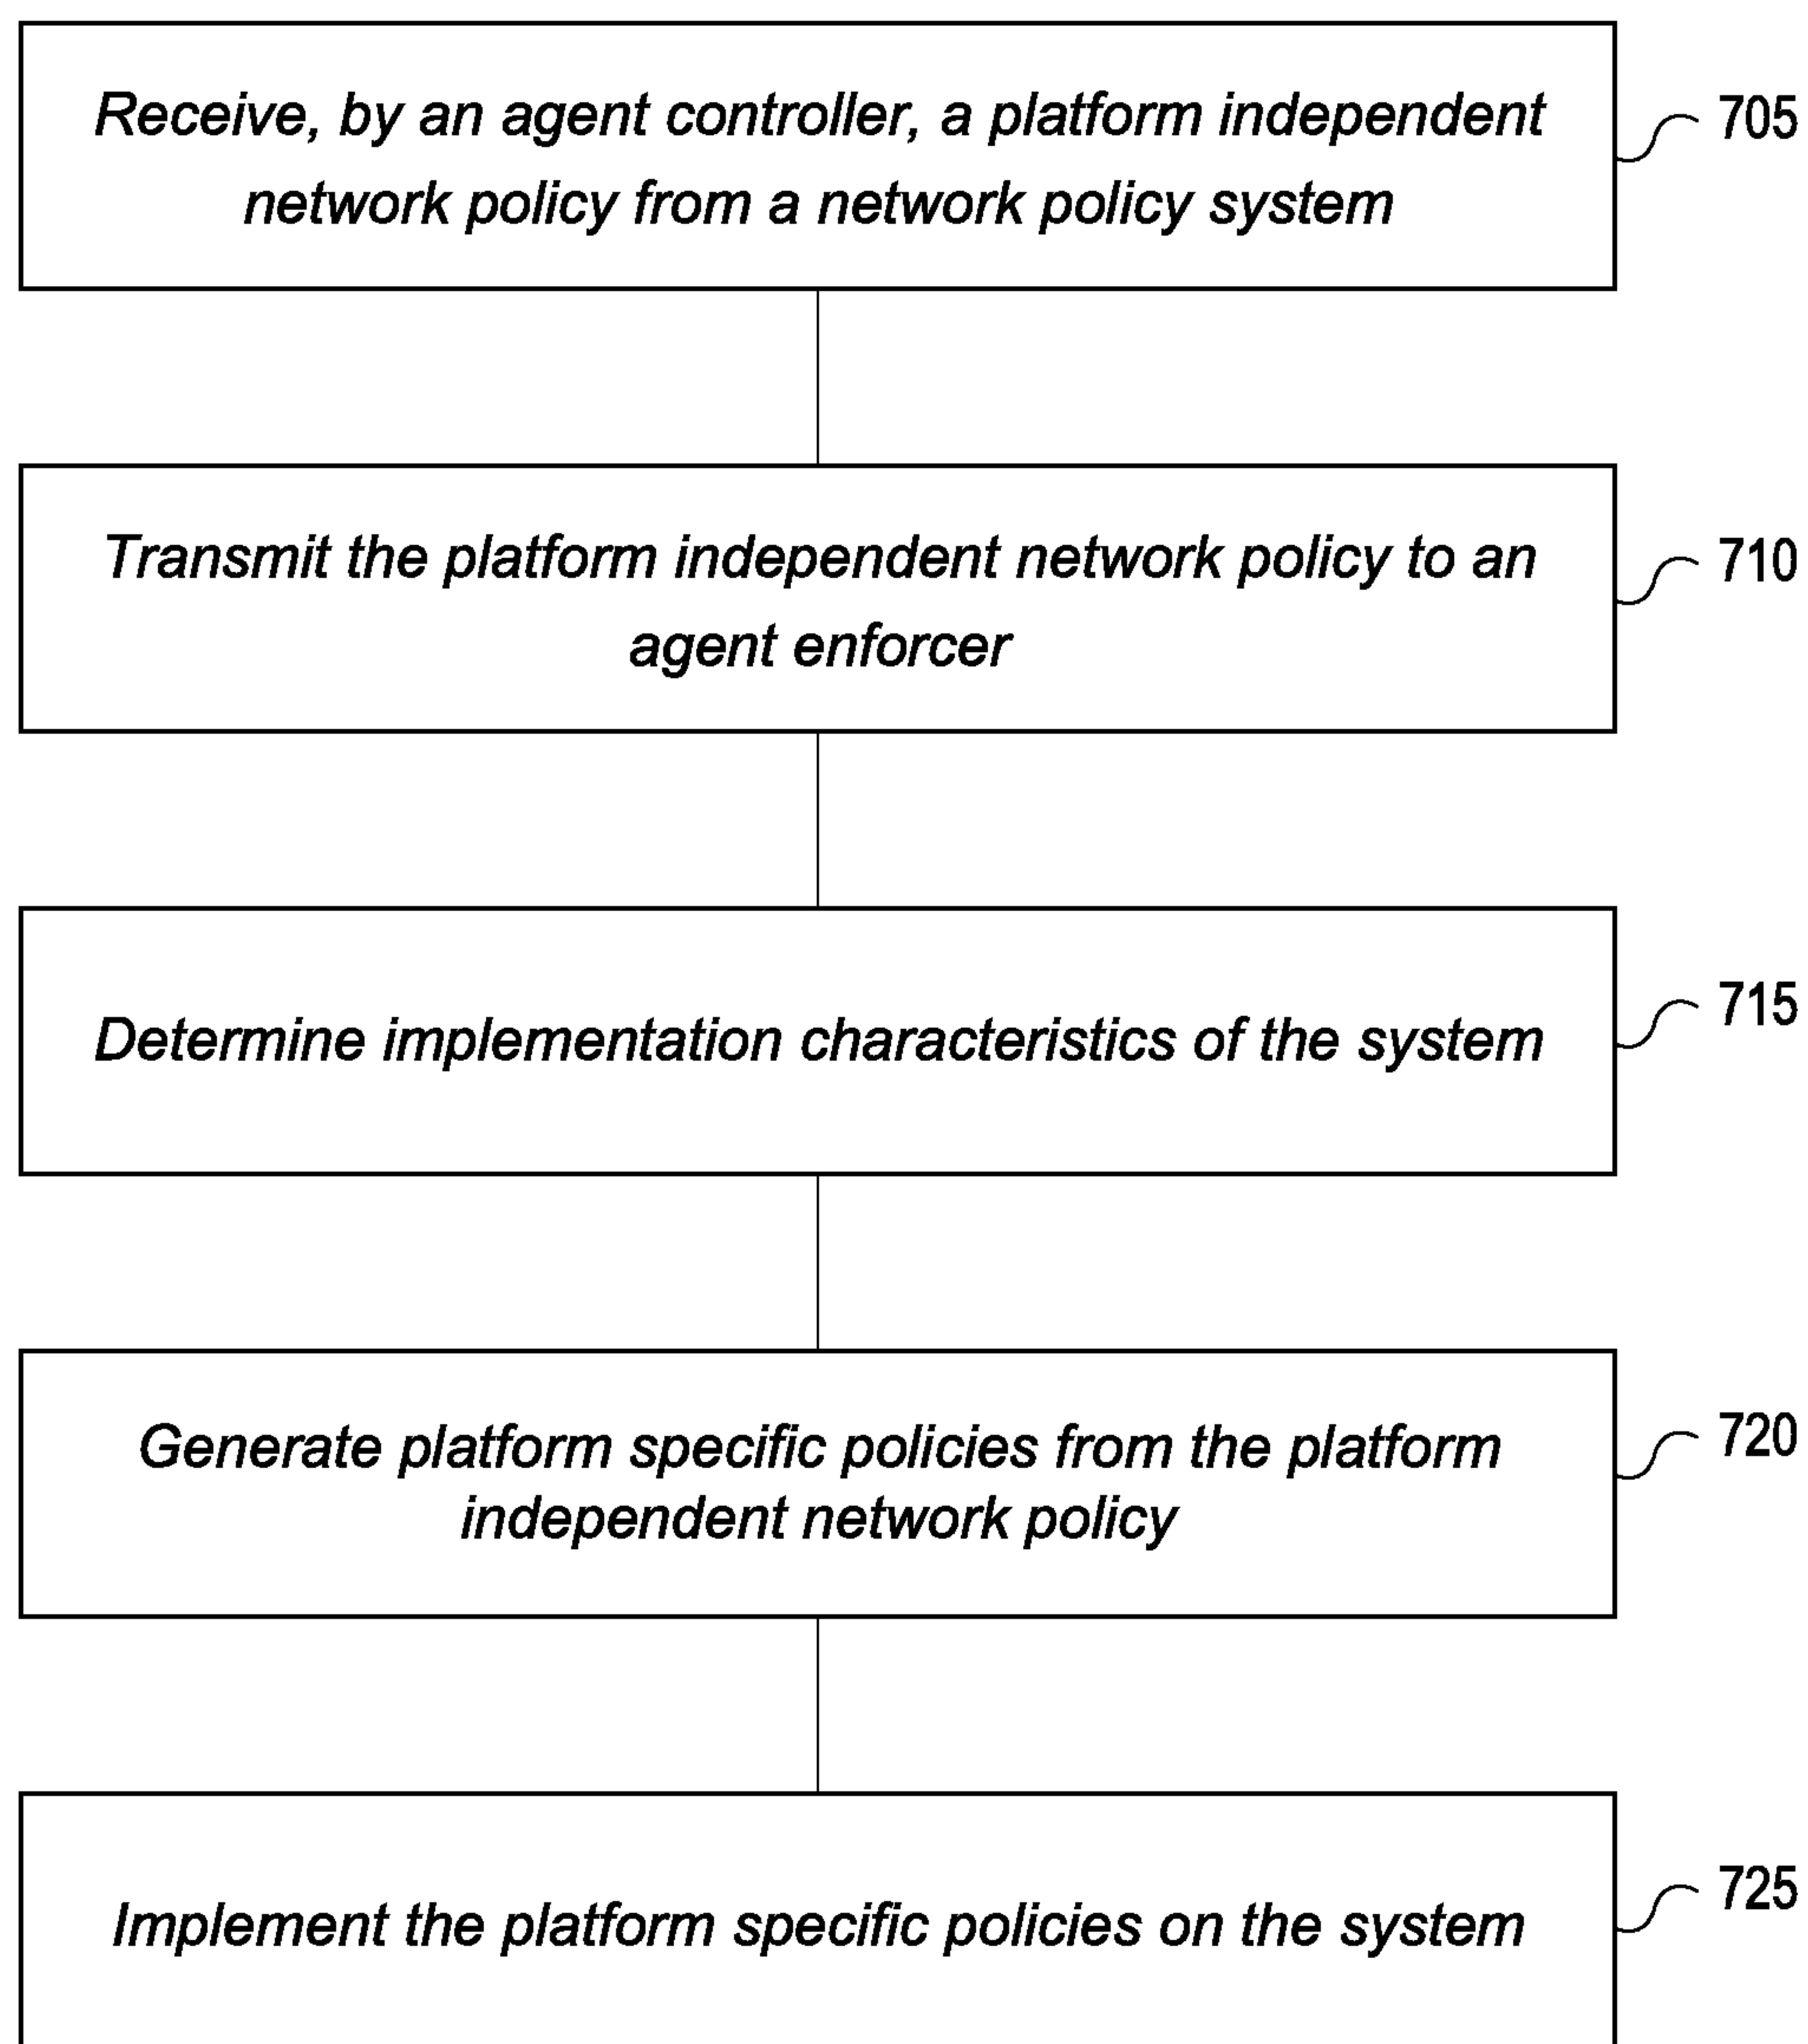 Receive, by an agent controller, a platform independent
network policy from a network policy system
705
Transmit the platform independent network policy to an
agent enforcer
710
Determine implementation characteristics of the system
715
Generate platform specific policies from the platform
independent network policy
720
Implement the platform specific policies on the system
725